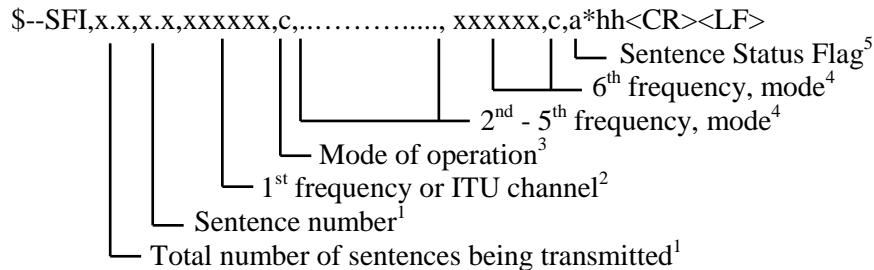 $--SFI,x.x,x.x,xxxxxx,c,..………....., xxxxxx,c,a*hh<CR><LF>
Sentence Status Flag⁵
6ᵗʰ frequency, mode⁴
2ⁿᵈ - 5ᵗʰ frequency, mode⁴
Mode of operation³
1ˢᵗ frequency or ITU channel²
Sentence number¹
Total number of sentences being transmitted¹